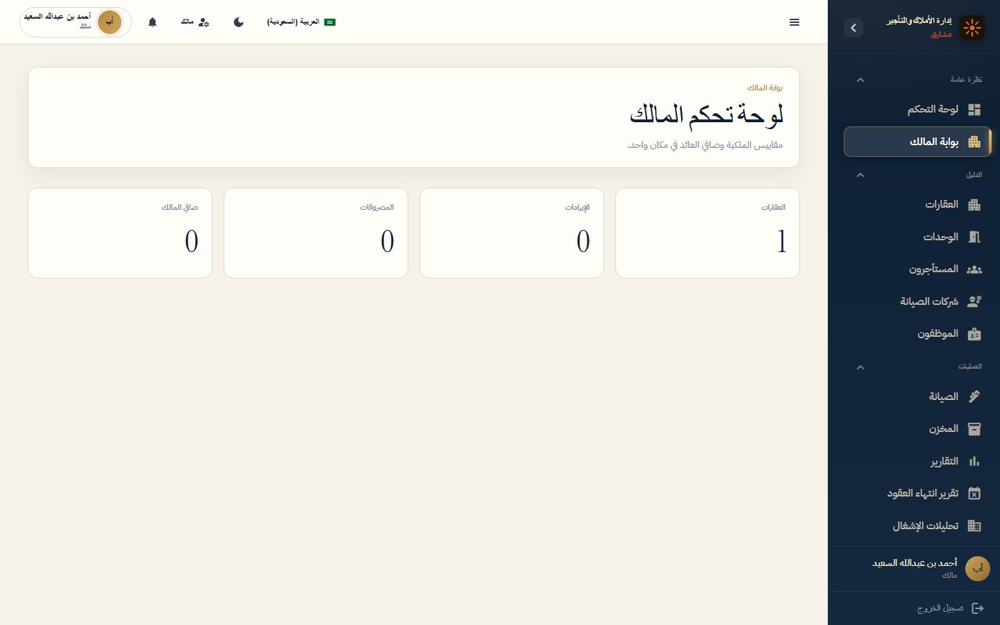 إدارة الأملاك والتأجير
مشارق
نظرة عامة
لوحة التحكم
بوابة المالك
الدليل
العقارات
الوحدات
المستأجرون
شركات الصيانة
الموظفون
العمليات
الصيانة
المخزن
التقارير
تقرير انتهاء العقود
تحليلات الإشغال
أب
أحمد بن عبدالله السعيد
مالك
تسجيل الخروج
العربية (السعودية)
مالك
أب
أحمد بن عبدالله السعيد
مالك
بوابة المالك
لوحة تحكم المالك
مقاييس الملكية وصافي العائد في مكان واحد.
العقارات
1
الإيرادات
0
المصروفات
0
صافي المالك
0